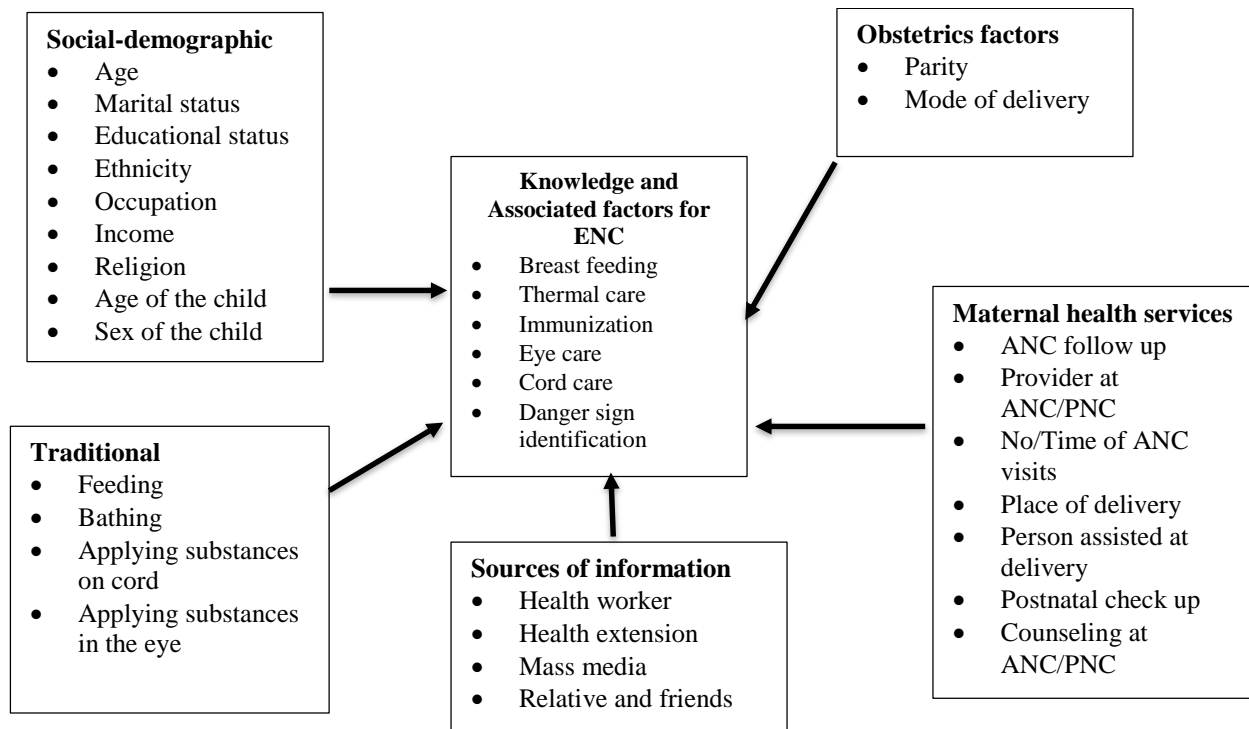 Social-demographic
• Age
• Marital status
• Educational status
• Ethnicity
• Occupation
• Income
• Religion
• Age of the child
• Sex of the child
Obstetrics factors
• Parity
• Mode of delivery
Knowledge and
Associated factors for
ENC
• Breast feeding
• Thermal care
• Immunization
• Eye care
• Cord care
• Danger sign
identification
Maternal health services
• ANC follow up
• Provider at
ANC/PNC
• No/Time of ANC
visits
• Place of delivery
• Person assisted at
delivery
• Postnatal check up
• Counseling at
ANC/PNC
Traditional
• Feeding
• Bathing
• Applying substances
on cord
• Applying substances
in the eye
Sources of information
• Health worker
• Health extension
• Mass media
• Relative and friends